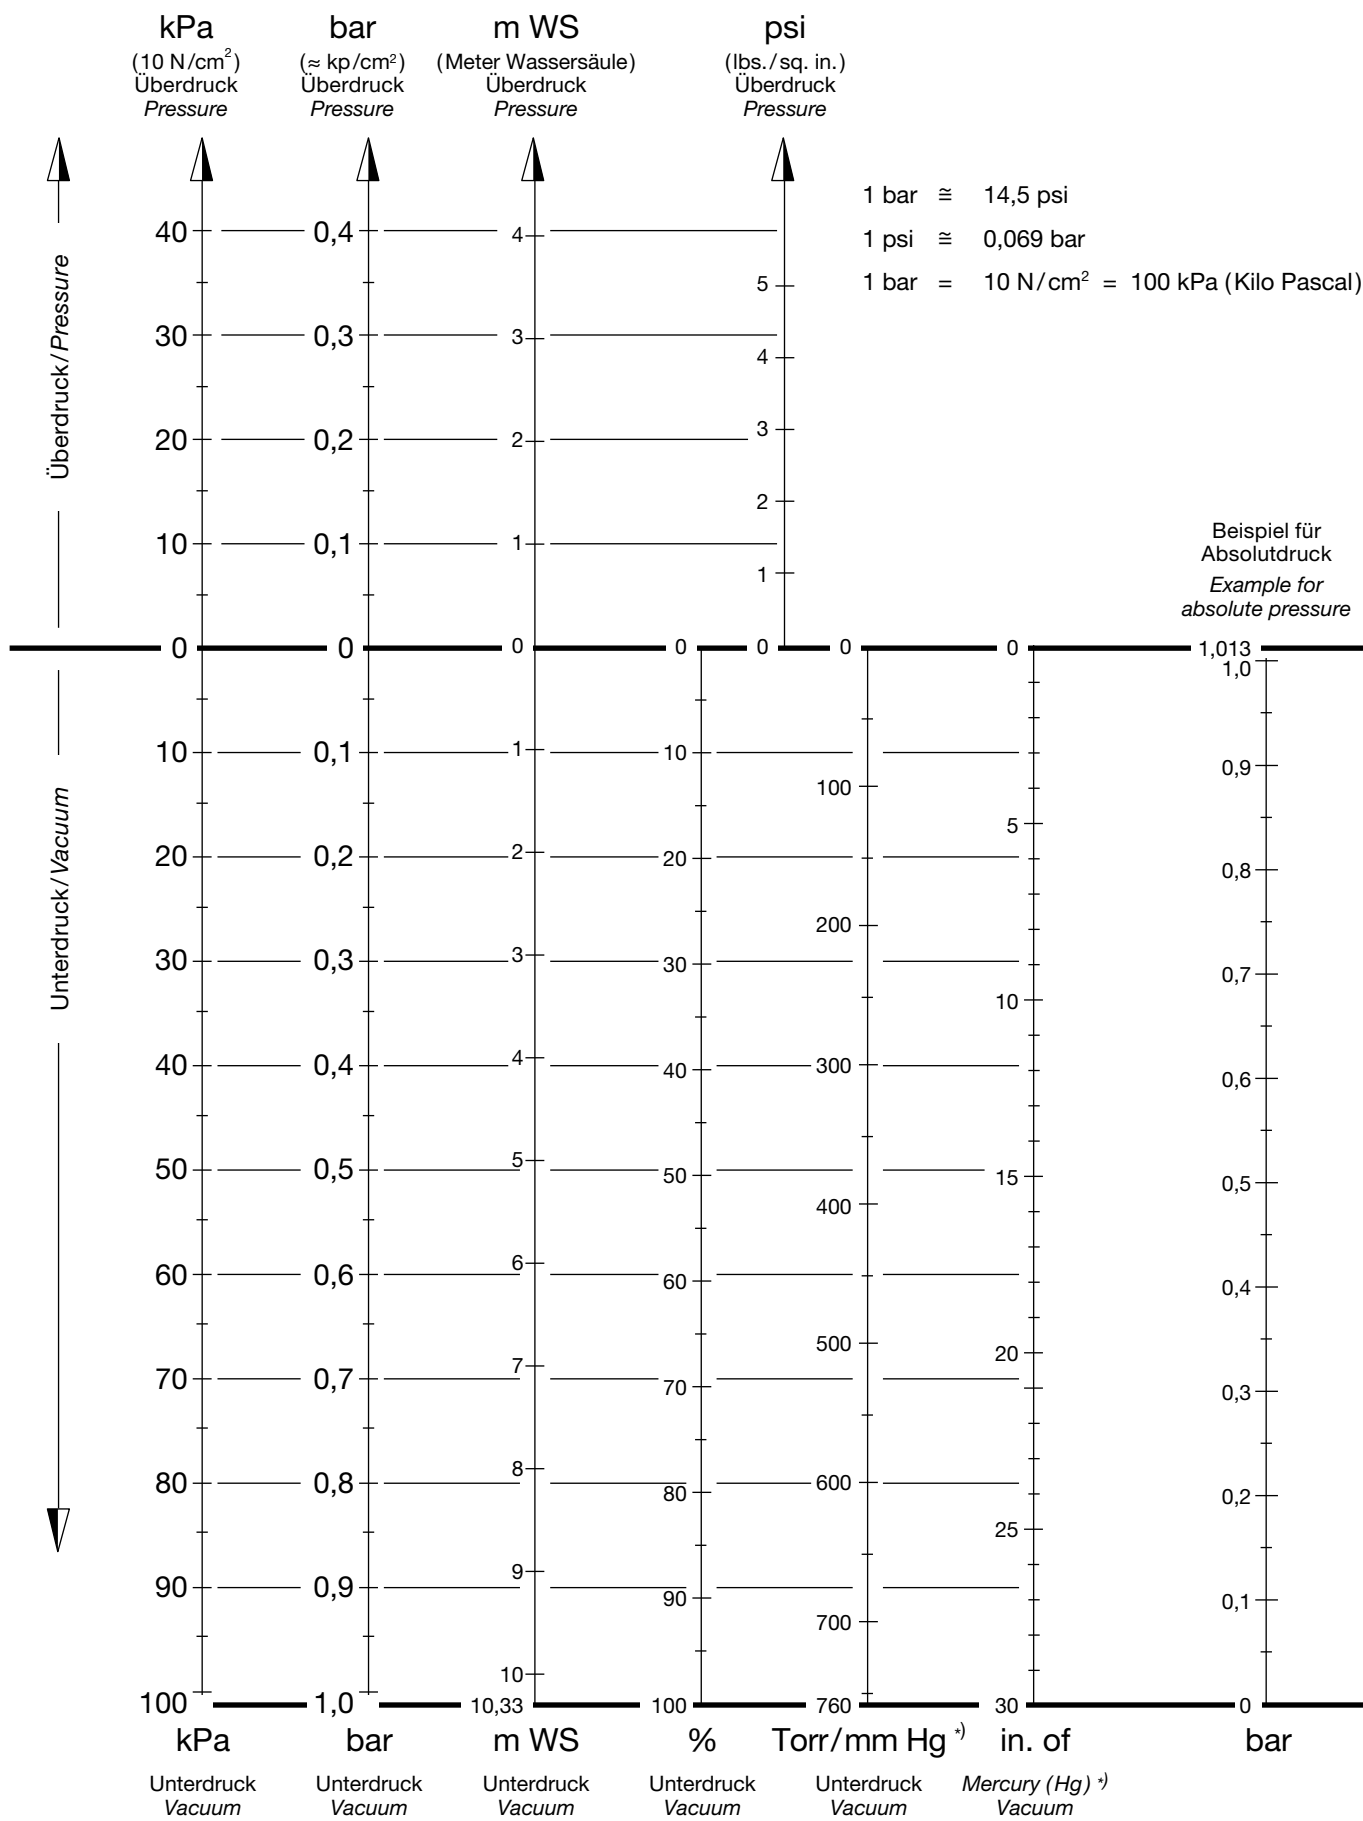 kPa bar m WS psi
(10 N/cm²) (≈ kp/cm²) (Meter Wassersäule) (lbs./sq. in.)
Überdruck Überdruck Überdruck Überdruck
Pressure Pressure Pressure Pressure
1 bar ≅ 14,5 psi
40 0,4 4
1 psi ≅ 0,069 bar
5
1 bar = 10 N/cm² = 100 kPa (Kilo Pascal)
Überdruck/Pressure
30 0,3 3
4
20 0,2 2 3
2
Beispiel für
10 0,1 1
Absolutdruck
1
Example for
absolute pressure
0 0 0 0 0 0 0 1,013
1,0
10 0,1 1 10
0,9
100
5
Unterdruck/Vacuum
20 0,2 2 20
0,8
200
30 0,3 3 30
0,7
10
40 0,4 4 40 300
0,6
50 0,5 5 50 15
0,5
400
60 0,6 6 60
0,4
500
20
70 0,7 7 70
0,3
80 0,8 8 80 600
0,2
25
90 0,9 9 90
0,1
700
10
100 1,0 10,33 100 760 30 0
kPa bar m WS % Torr/mm Hg *) in. of bar
Unterdruck Unterdruck Unterdruck Unterdruck Unterdruck Mercury (Hg) *)
Vacuum Vacuum Vacuum Vacuum Vacuum Vacuum